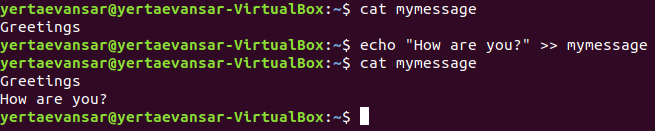 yertaevansar@yertaevansar-VirtualBox:~$ cat mymessage
Greetings
yertaevansar@yertaevansar-VirtualBox:~$ echo "How are you?" >> mymessage
yertaevansar@yertaevansar-VirtualBox:~$ cat mymessage
Greetings
How are you?
yertaevansar@yertaevansar-VirtualBox:~$